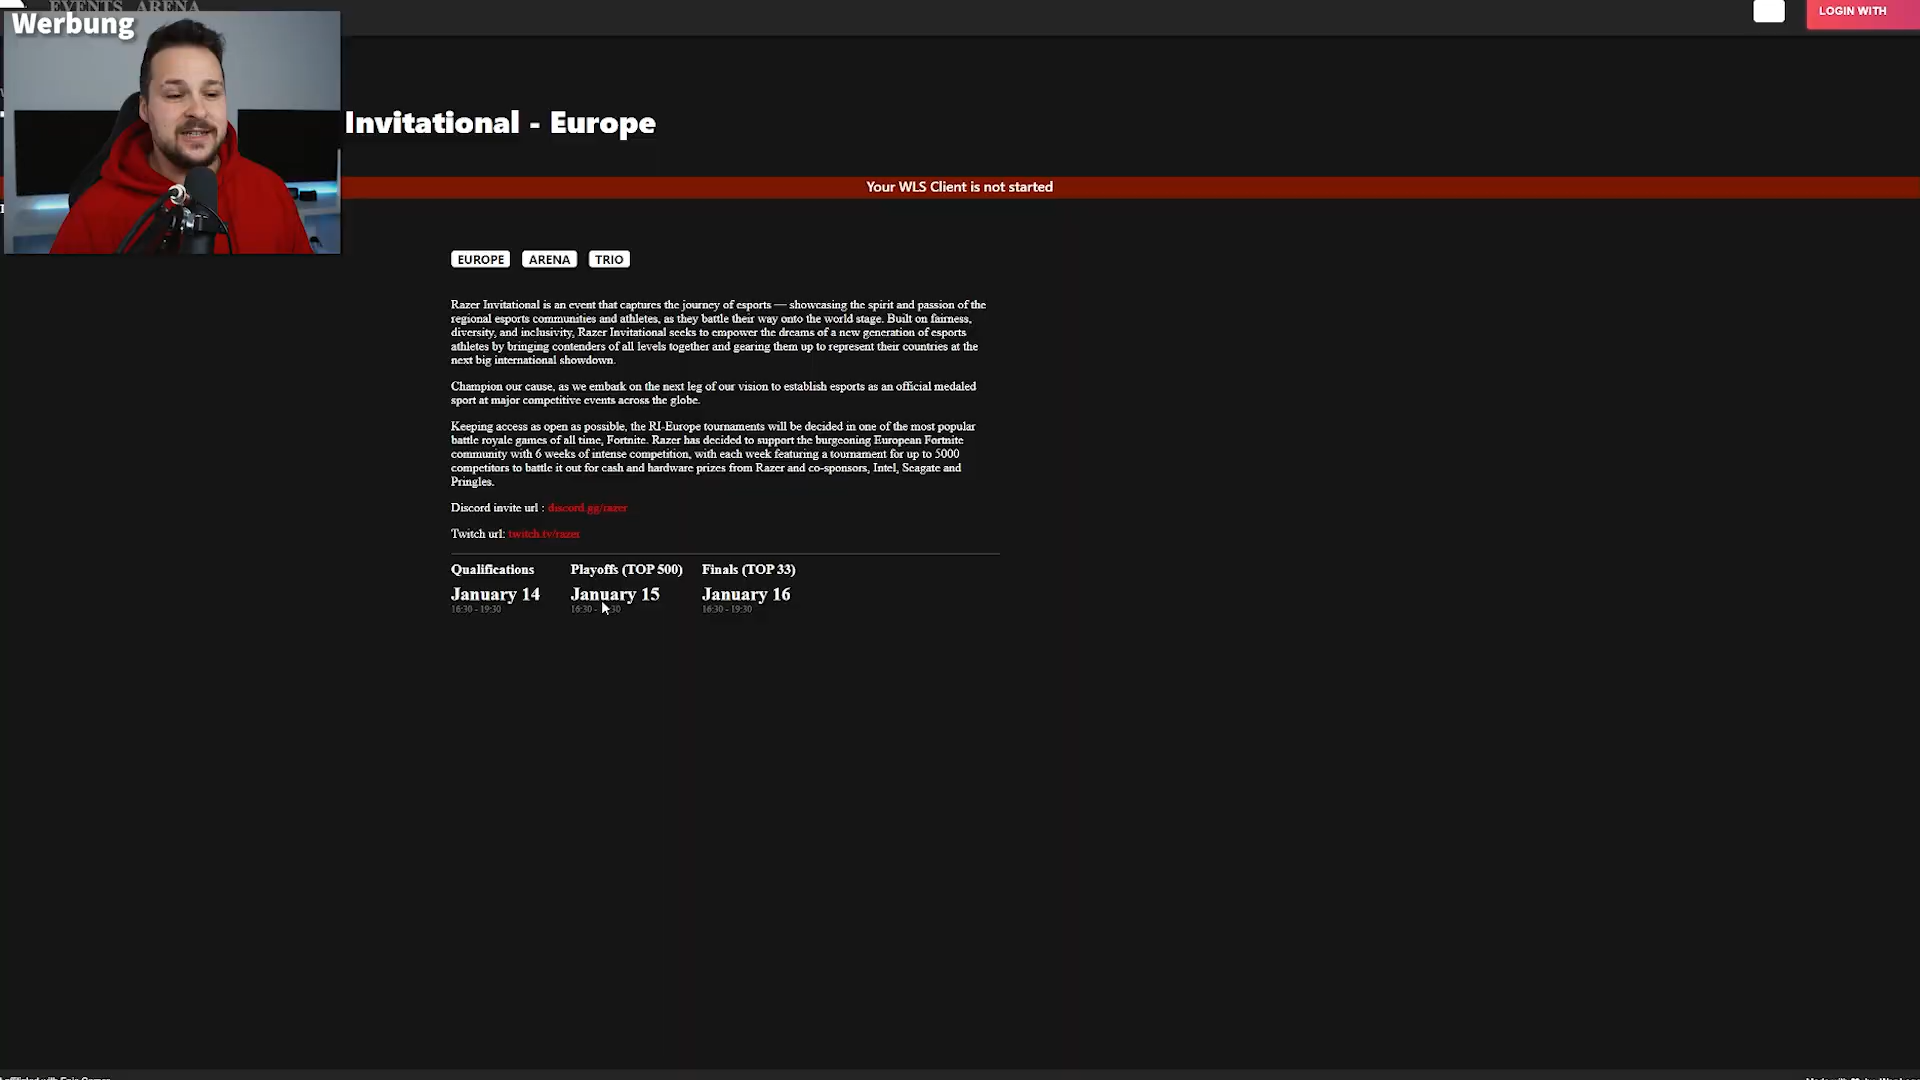 EVENTS ARENA
Werbung
LOGIN WITH
Invitational - Europe
Your WLS Client is not started
EUROPE ARENA TRIO
Razer Invitational is an event that captures the journey of esports — showcasing the spirit and passion of the
regional esports communities and athletes, as they battle their way onto the world stage. Built on fairness,
diversity, and inclusivity, Razer Invitational seeks to empower the dreams of a new generation of esports
athletes by bringing contenders of all levels together and gearing them up to represent their countries at the
next big international showdown.
Champion our cause, as we embark on the next leg of our vision to establish esports as an official medaled
sport at major competitive events across the globe.
Keeping access as open as possible, the RI-Europe tournaments will be decided in one of the most popular
battle royale games of all time, Fortnite. Razer has decided to support the burgeoning European Fortnite
community with 6 weeks of intense competition, with each week featuring a tournament for up to 5000
competitors to battle it out for cash and hardware prizes from Razer and co-sponsors, Intel, Seagate and
Pringles.
Discord invite url : discord.gg/razer
Twitch url: twitch.tv/razer
Qualifications Playoffs (TOP 500) Finals (TOP 33)
January 14 January 15 January 16
16:30 - 19:30 16:30 - 30 16:30 - 19:30